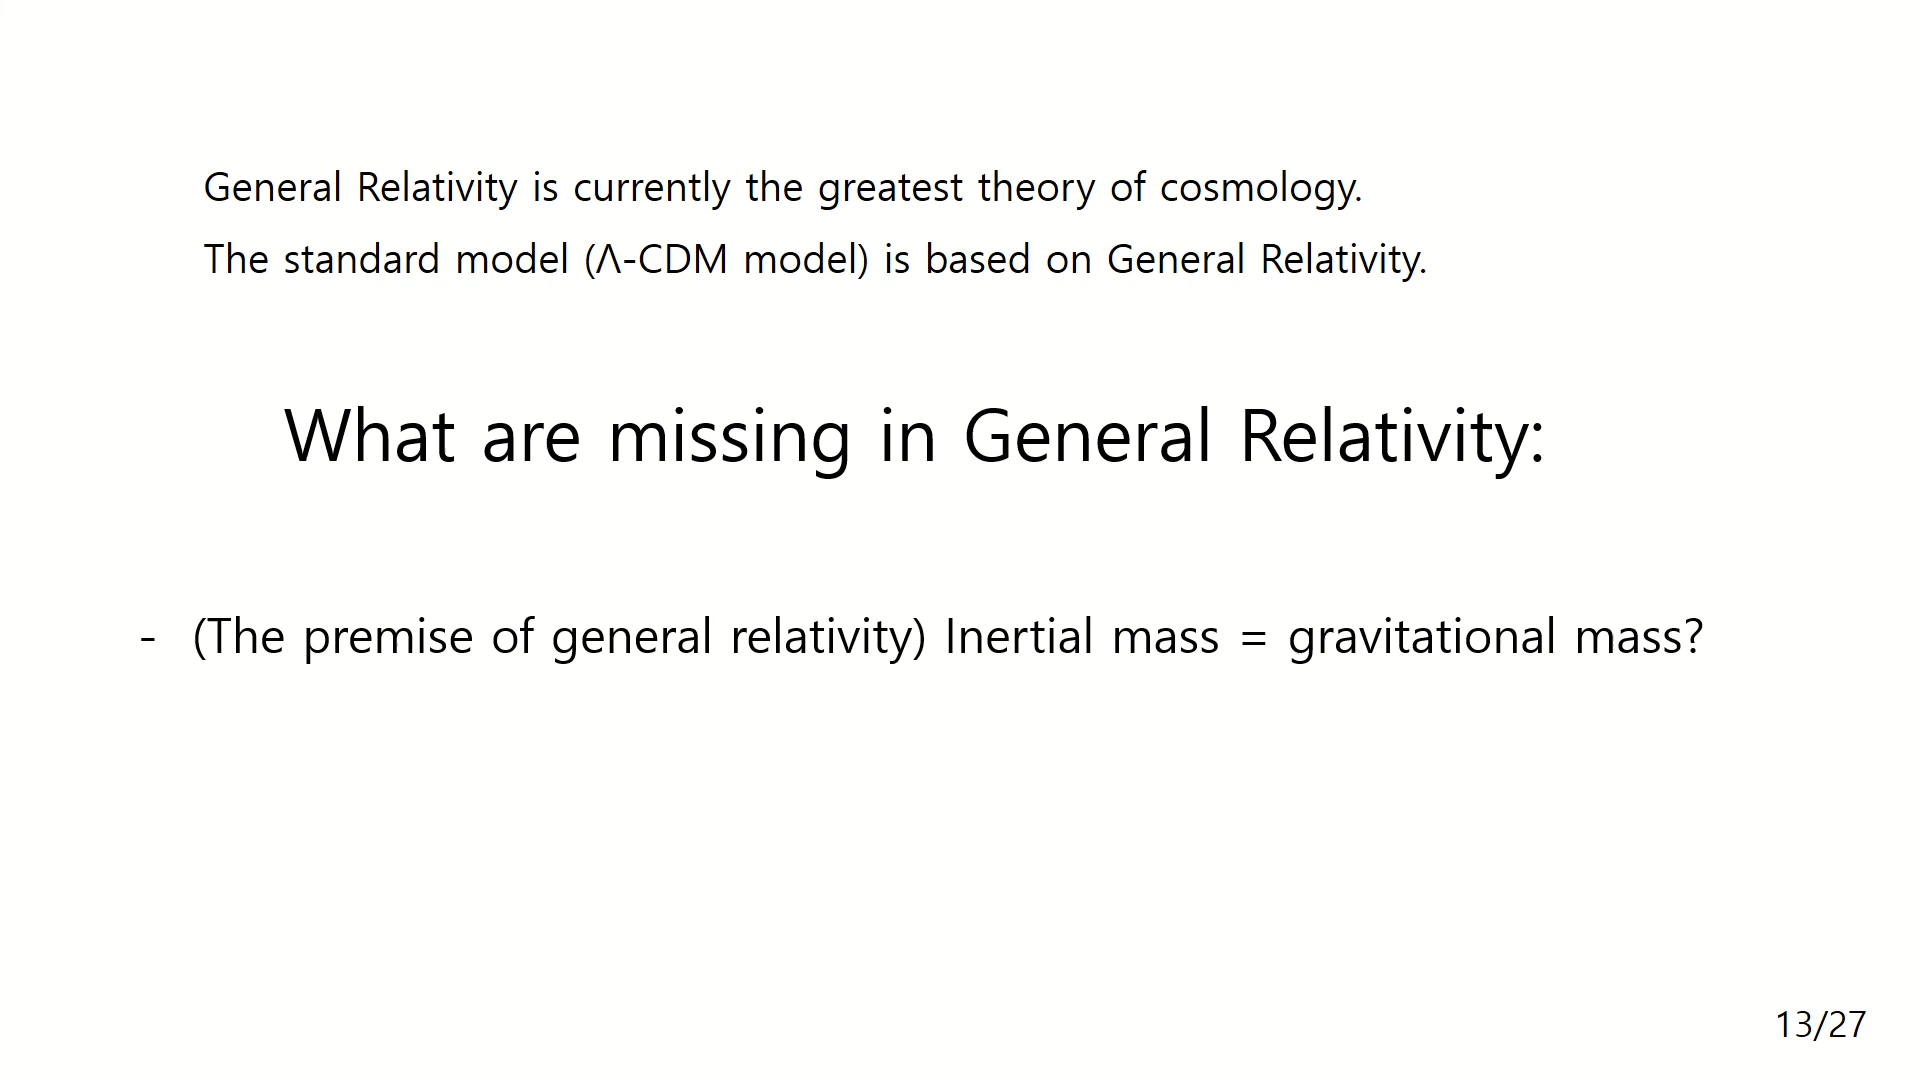 General Relativity is currently the greatest theory of cosmology.
The standard model (Λ-CDM model) is based on General Relativity.
What are missing in General Relativity:
- (The premise of general relativity) Inertial mass = gravitational mass?
13/27